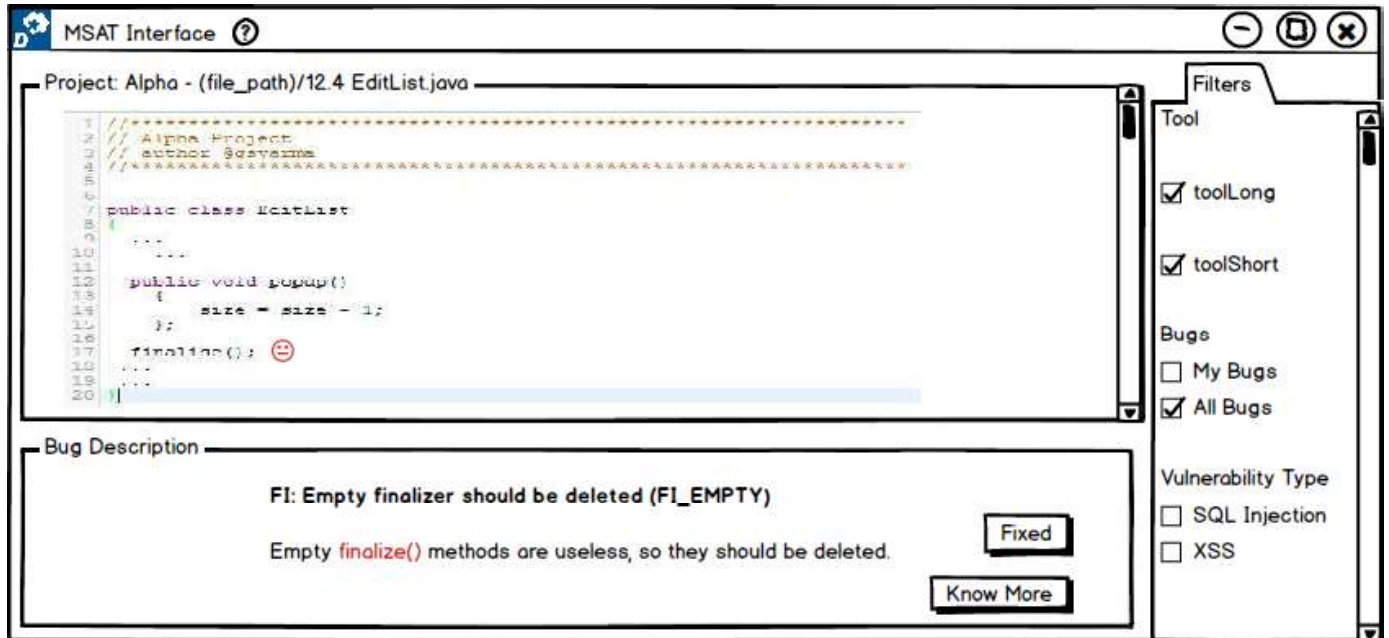 D
MSAT Interface ?
Project: Alpha - (file_path)/12.4 EditList.java
1 //*****************************************************************
2 // Alpha Project
3 // author @gsvarma
4 //*****************************************************************
5
6
7 public class EditList
8 {
9 ...
10 ...
11
12 public void popup()
13 {
14 size = size - 1;
15 };
16
17 finalize();
18 ...
19 ...
20 }
Bug Description
FI: Empty finalizer should be deleted (FI_EMPTY)
Empty finalize() methods are useless, so they should be deleted.
Fixed
Know More
Filters
Tool
toolLong
toolShort
Bugs
My Bugs
All Bugs
Vulnerability Type
SQL Injection
XSS